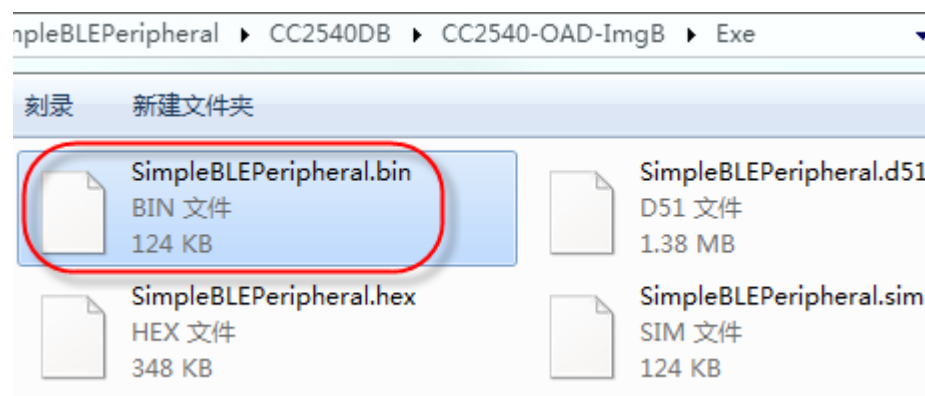 npleBLEPeripheral ▸ CC2540DB ▸ CC2540-OAD-ImgB ▸ Exe
刻录 新建文件夹
SimpleBLEPeripheral.bin
BIN 文件
124 KB
SimpleBLEPeripheral.d51
D51 文件
1.38 MB
SimpleBLEPeripheral.hex
HEX 文件
348 KB
SimpleBLEPeripheral.sim
SIM 文件
124 KB